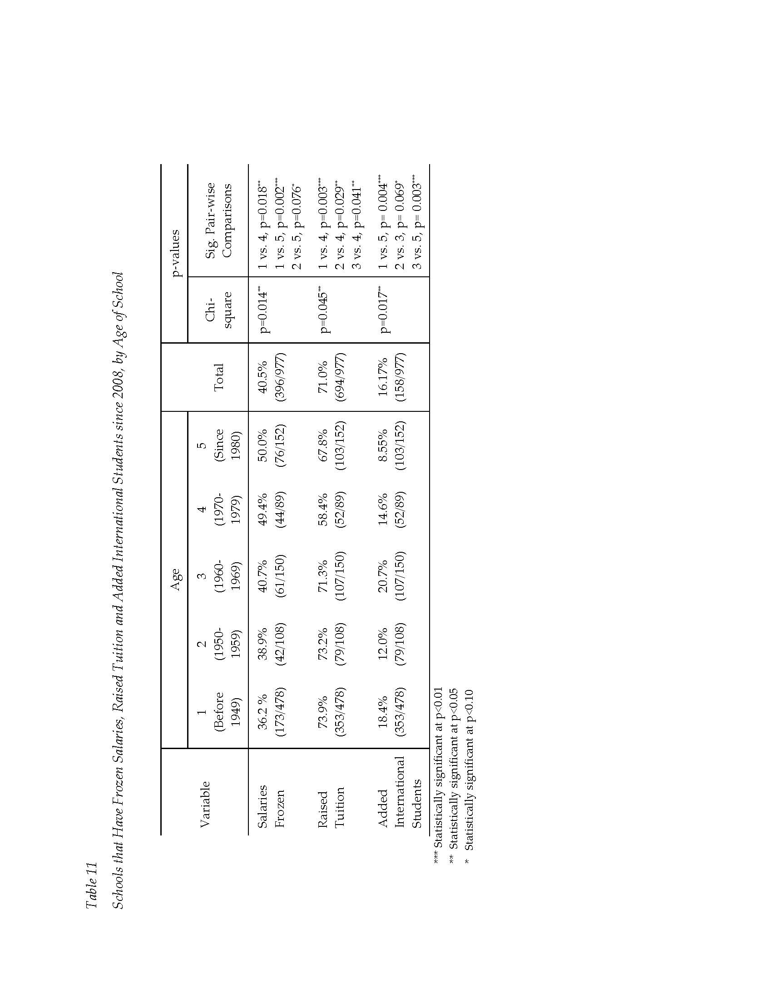 Table 11
Schools that Have Frozen Salaries, Raised Tuition and Added International Students since 2008, by Age of School
Age p-values
Variable 1 2 3 4 5 Total Chi- Sig. Pair-wise
(Before (1950- (1960- (1970- (Since square Comparisons
1949) 1959) 1969) 1979) 1980)
Salaries 36.2 % 38.9% 40.7% 49.4% 50.0% 40.5% p=0.014** 1 vs. 4, p=0.018**
Frozen (173/478) (42/108) (61/150) (44/89) (76/152) (396/977) 1 vs. 5, p=0.002***
2 vs. 5, p=0.076*
Raised 73.9% 73.2% 71.3% 58.4% 67.8% 71.0% p=0.045** 1 vs. 4, p=0.003***
Tuition (353/478) (79/108) (107/150) (52/89) (103/152) (694/977) 2 vs. 4, p=0.029**
3 vs. 4, p=0.041**
Added 18.4% 12.0% 20.7% 14.6% 8.55% 16.17% p=0.017** 1 vs. 5, p= 0.004***
International (353/478) (79/108) (107/150) (52/89) (103/152) (158/977) 2 vs. 3, p= 0.069*
Students 3 vs. 5, p= 0.003***
*** Statistically significant at p<0.01
** Statistically significant at p<0.05
* Statistically significant at p<0.10